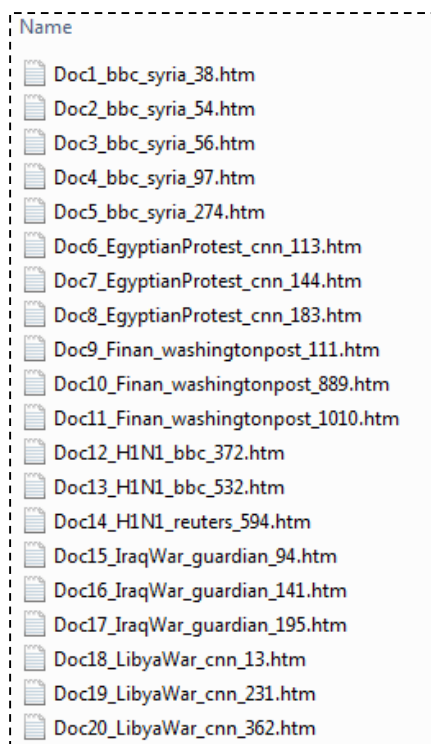 Name
Doc1_bbc_syria_38.htm
Doc2_bbc_syria_54.htm
Doc3_bbc_syria_56.htm
Doc4_bbc_syria_97.htm
Doc5_bbc_syria_274.htm
Doc6_EgyptianProtest_cnn_113.htm
Doc7_EgyptianProtest_cnn_144.htm
Doc8_EgyptianProtest_cnn_183.htm
Doc9_Finan_washingtonpost_111.htm
Doc10_Finan_washingtonpost_889.htm
Doc11_Finan_washingtonpost_1010.htm
Doc12_H1N1_bbc_372.htm
Doc13_H1N1_bbc_532.htm
Doc14_H1N1_reuters_594.htm
Doc15_IraqWar_guardian_94.htm
Doc16_IraqWar_guardian_141.htm
Doc17_IraqWar_guardian_195.htm
Doc18_LibyaWar_cnn_13.htm
Doc19_LibyaWar_cnn_231.htm
Doc20_LibyaWar_cnn_362.htm